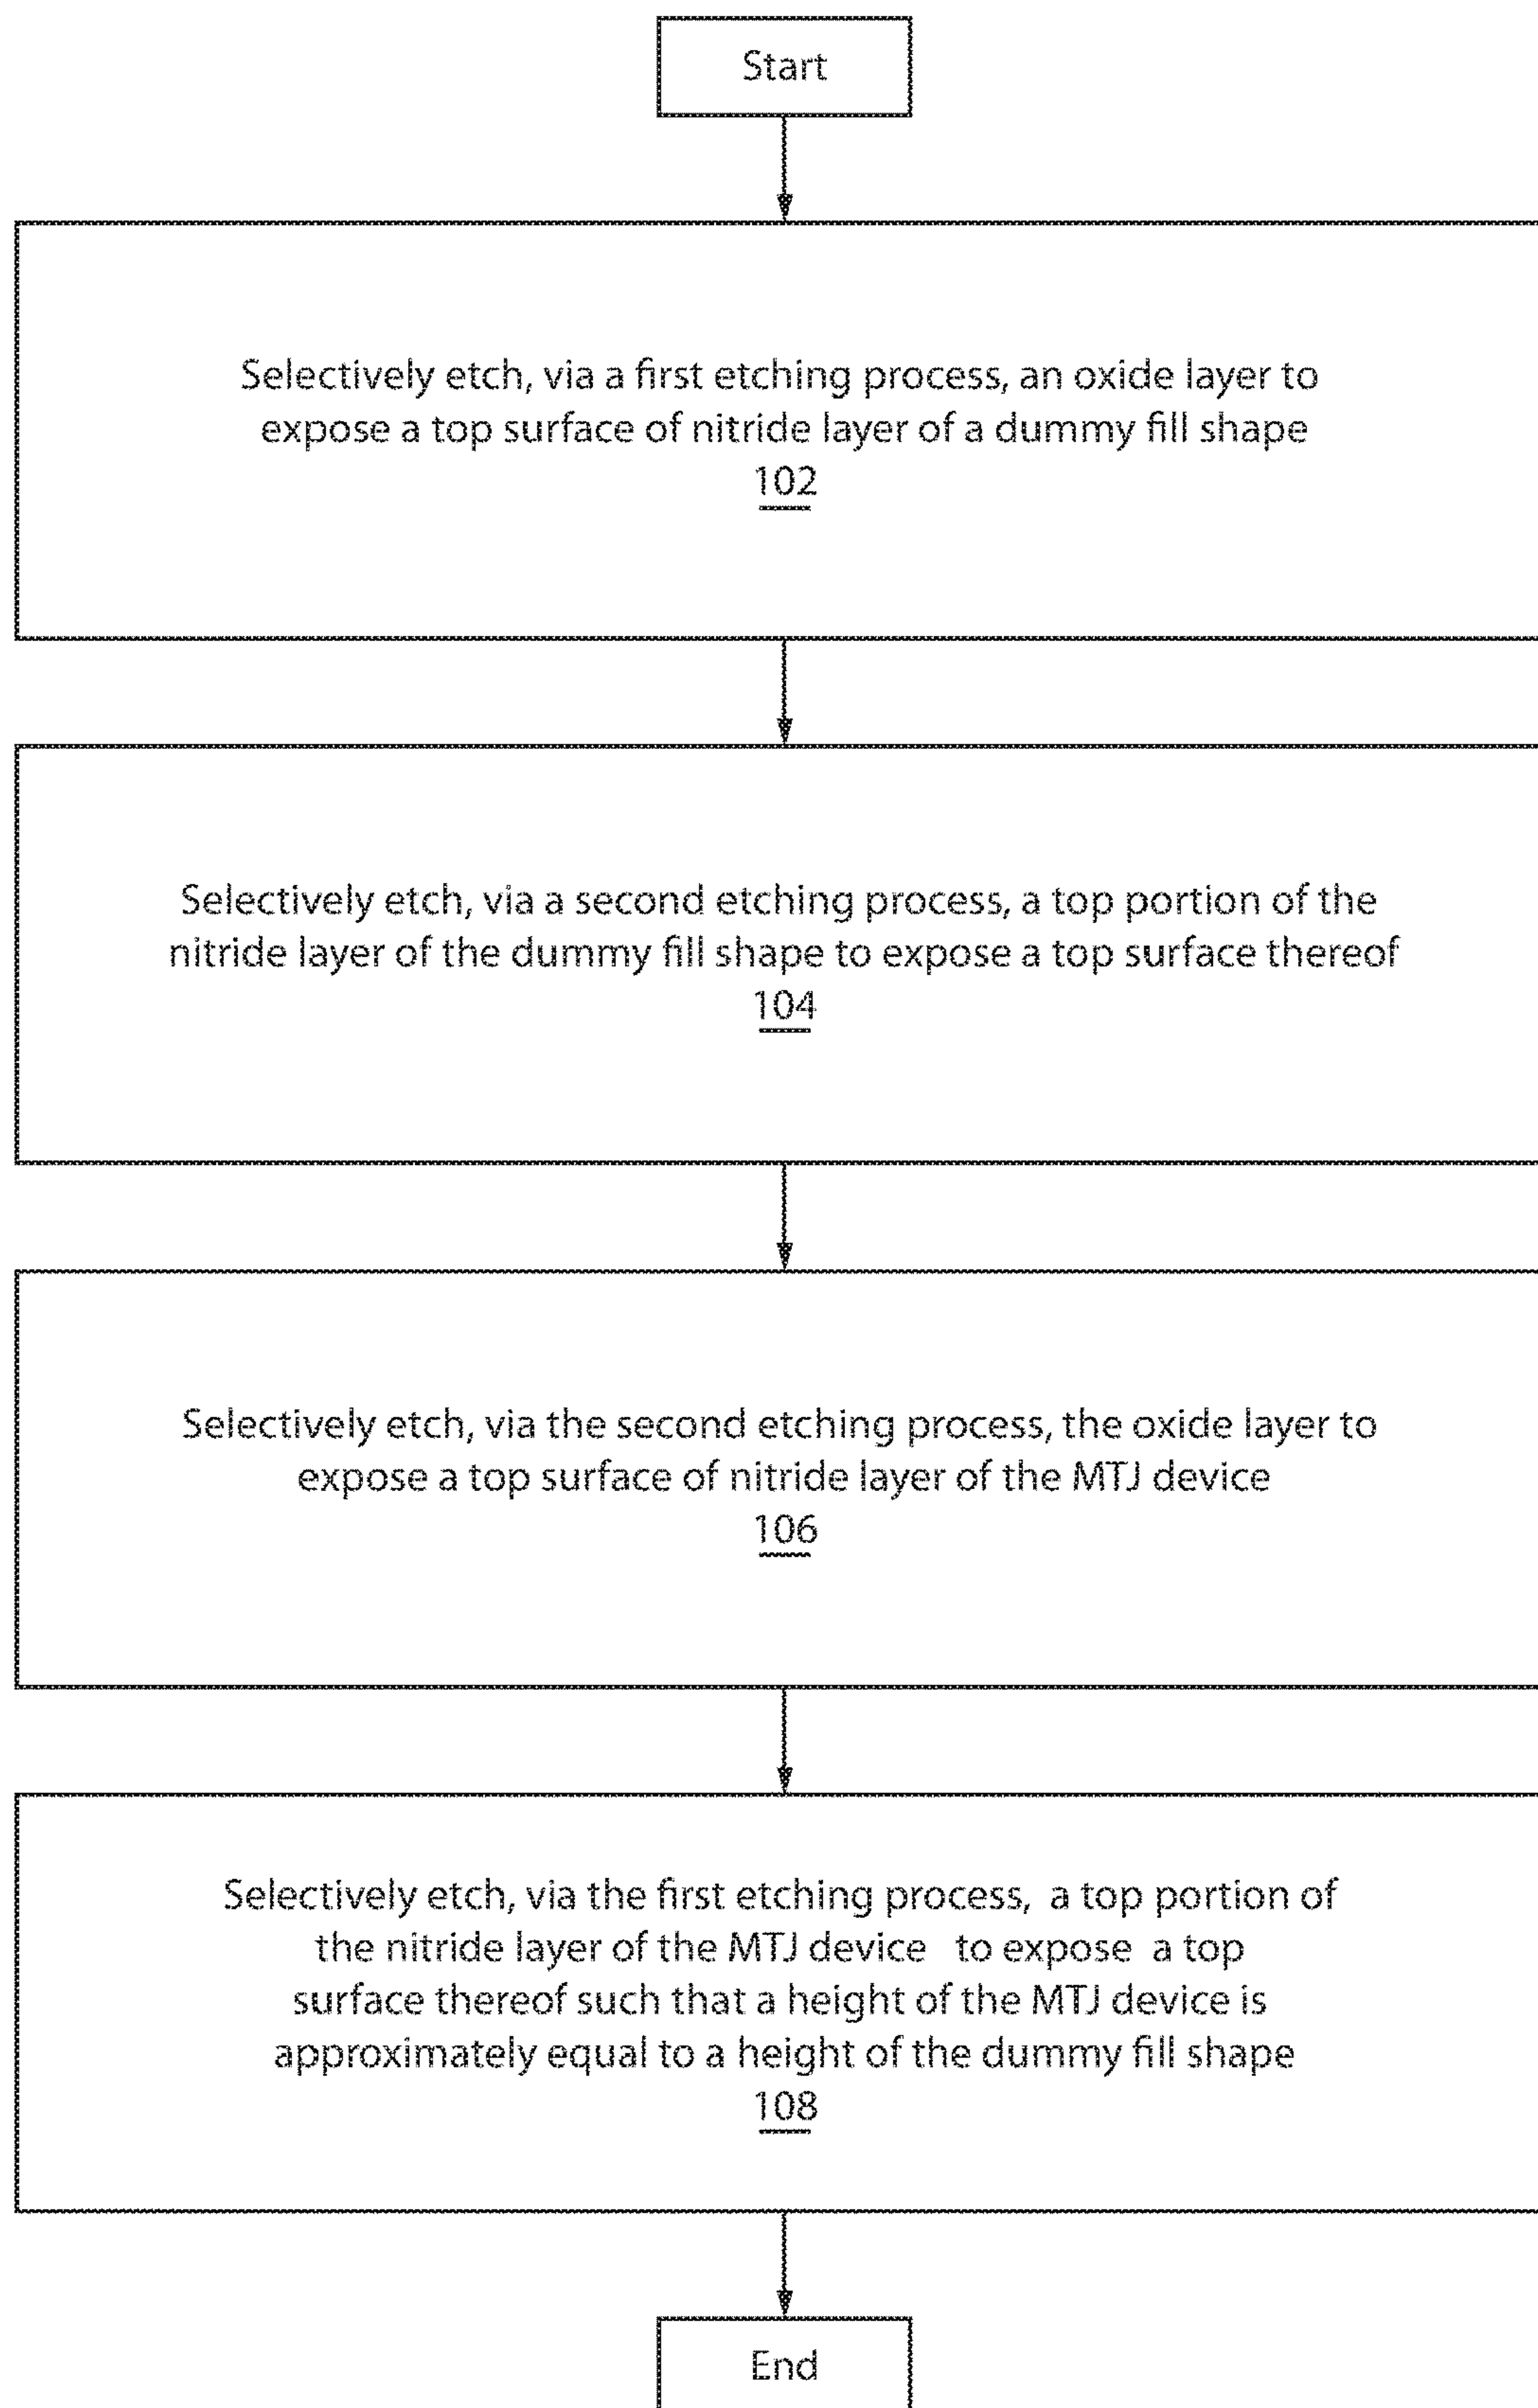 Start
Selectively etch, via a first etching process, an oxide layer to
expose a top surface of nitride layer of a dummy fill shape
102
Selectively etch, via a second etching process, a top portion of the
nitride layer of the dummy fill shape to expose a top surface thereof
104
Selectively etch, via the second etching process, the oxide layer to
expose a top surface of nitride layer of the MTJ device
106
Selectively etch, via the first etching process, a top portion of
the nitride layer of the MTJ device to expose a top
surface thereof such that a height of the MTJ device is
approximately equal to a height of the dummy fill shape
108
End